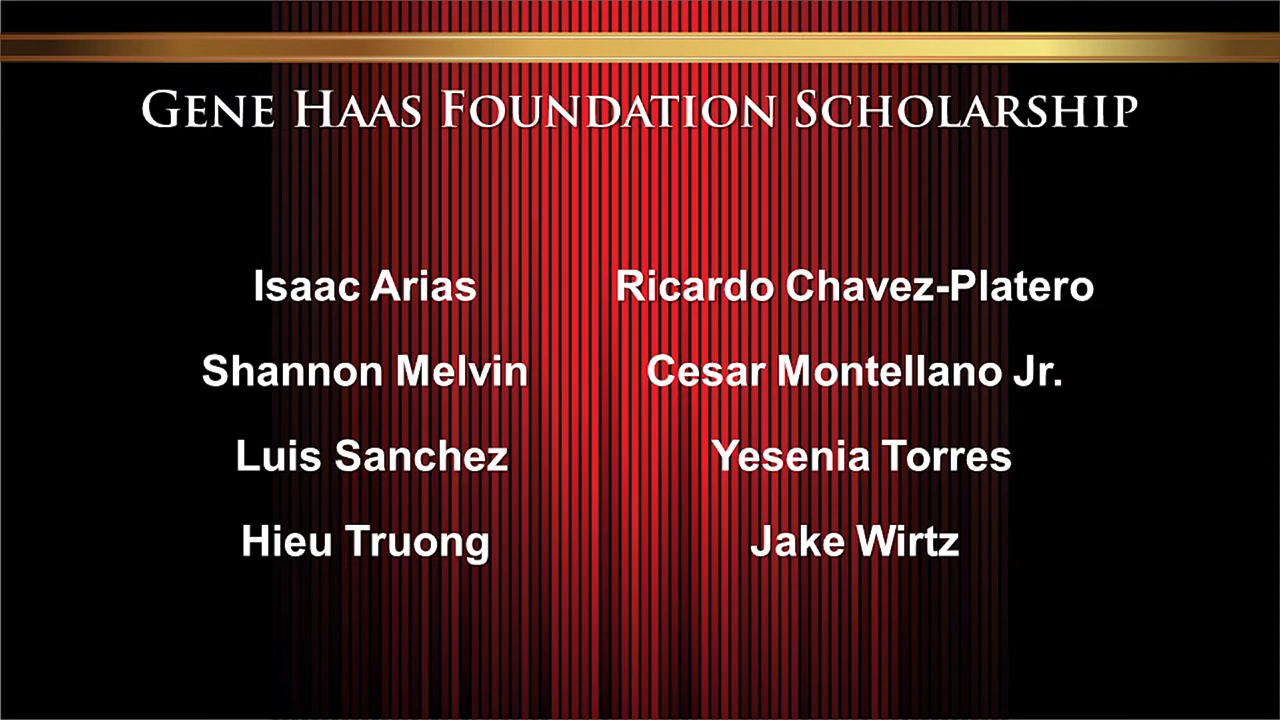 Gene Haas Foundation Scholarship
Isaac Arias
Ricardo Chavez-Platero
Shannon Melvin
Cesar Montellano Jr.
Luis Sanchez
Yesenia Torres
Hieu Truong
Jake Wirtz